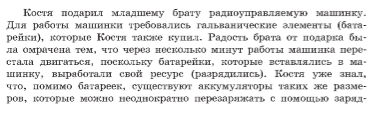 Костя подарил младшему брату радиоуправляемую машинку.
Для работы машинки требовались гальванические элементы (бата-
рейки), которые Костя также купил. Радость брата от подарка бы-
ла омрачена тем, что через несколько минут работы машинка пере-
стала двигаться, поскольку батарейки, которые вставлялись в ма-
шинку, выработали свой ресурс (разрядились). Костя уже знал,
что, помимо батареек, существуют аккумуляторы таких же разме-
ров, которые можно неоднократно перезаряжать с помощью заряд-